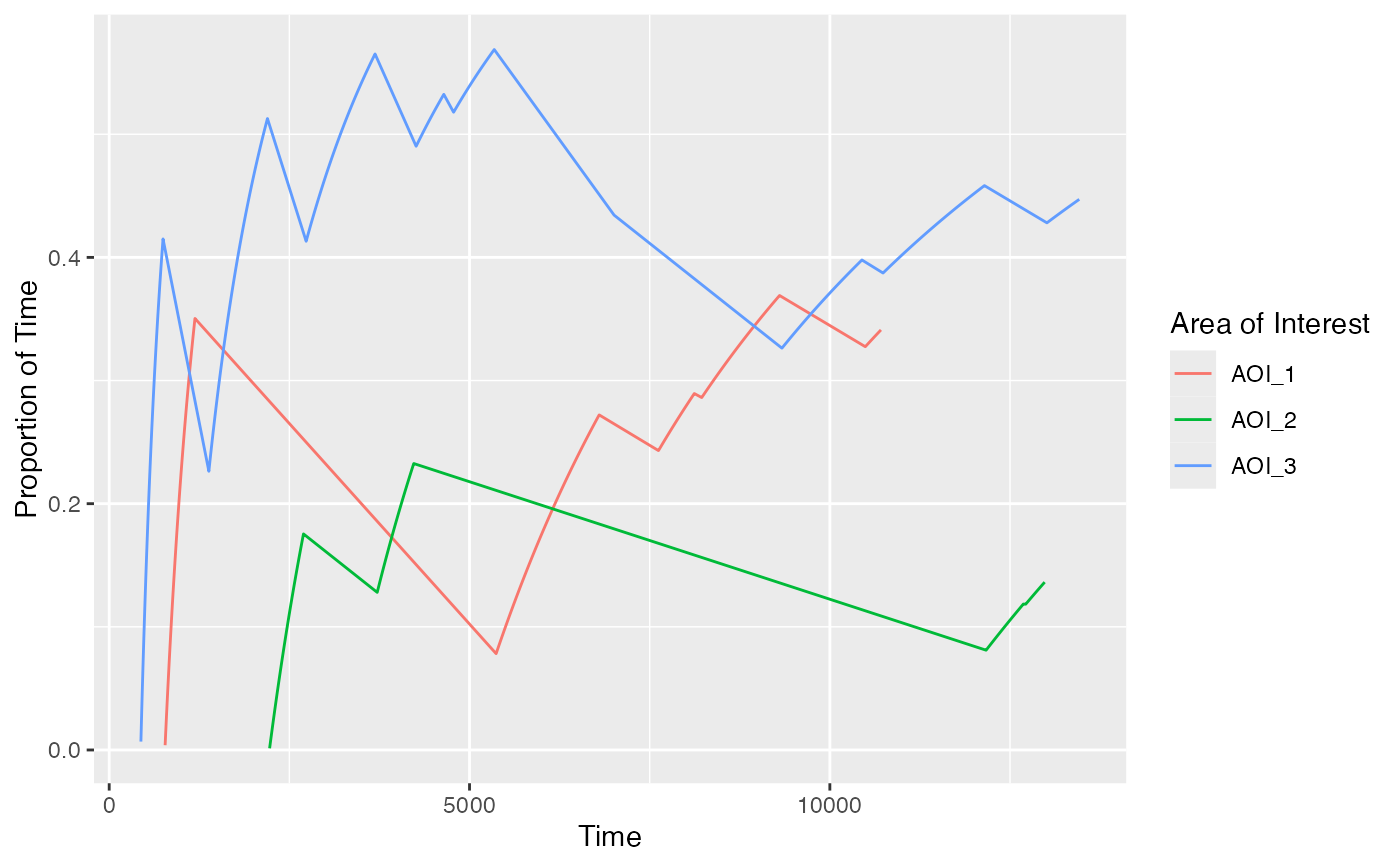 Proportion of Time
0.4
0.2
0.0
0
5000
10000
Time
Area of Interest
AOI_1
AOI_2
AOI_3